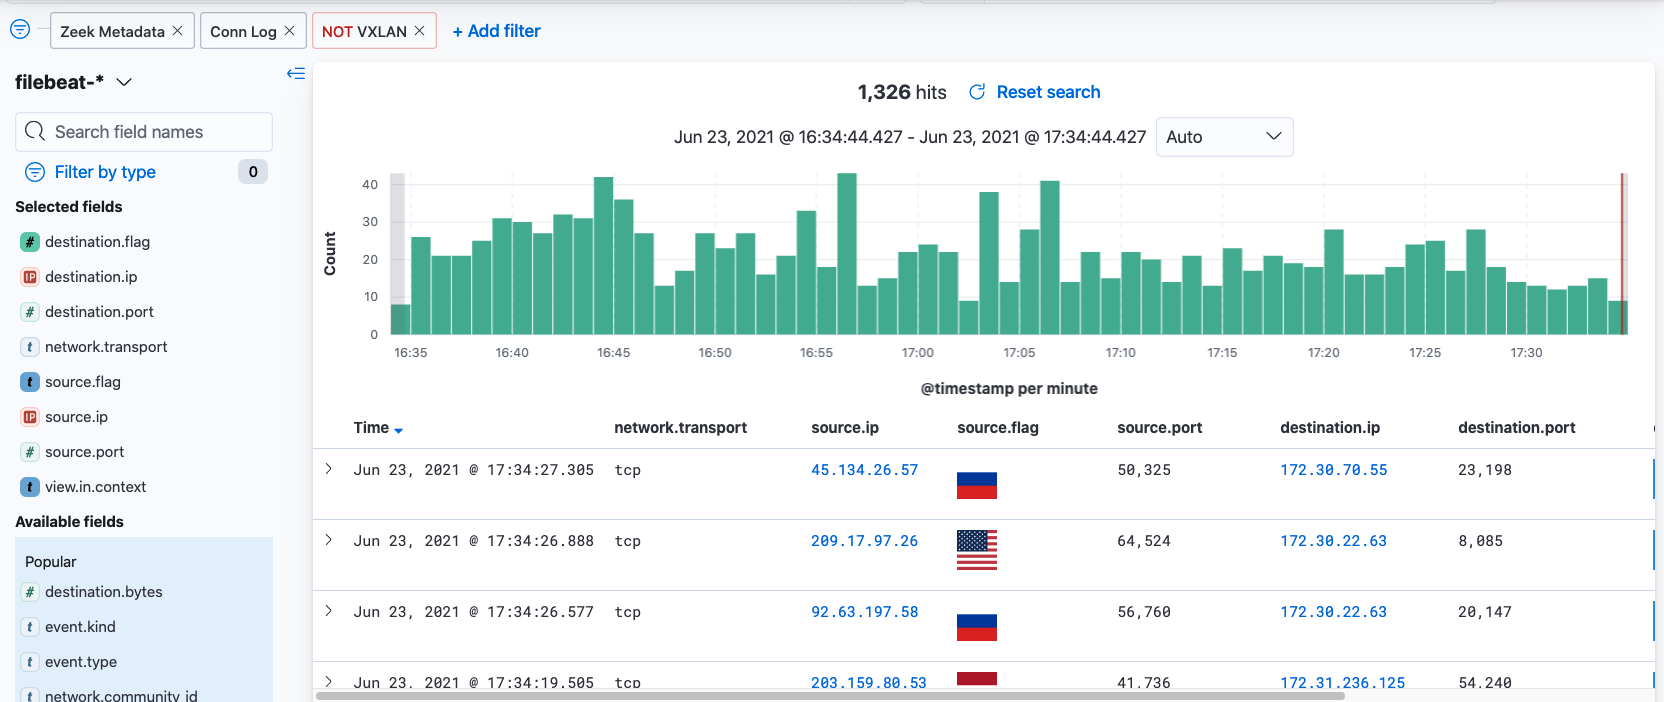 Zeek Metadata × Conn Log × NOT VXLAN × + Add filter
filebeat-*
Search field names
Filter by type 0
Selected fields
# destination.flag
IP destination.ip
# destination.port
t network.transport
t source.flag
IP source.ip
# source.port
t view.in.context
Available fields
Popular
# destination.bytes
t event.kind
t event.type
t network.community_id
1,326 hits Reset search
Jun 23, 2021 @ 16:34:44.427 - Jun 23, 2021 @ 17:34:44.427 Auto
Count
40
30
20
10
0
16:35 16:40 16:45 16:50 16:55 17:00 17:05 17:10 17:15 17:20 17:25 17:30
@timestamp per minute
Time network.transport source.ip source.flag source.port destination.ip destination.port
Jun 23, 2021 @ 17:34:27.305 tcp 45.134.26.57 50,325 172.30.70.55 23,198
Jun 23, 2021 @ 17:34:26.888 tcp 209.17.97.26 64,524 172.30.22.63 8,085
Jun 23, 2021 @ 17:34:26.577 tcp 92.63.197.58 56,760 172.30.22.63 20,147
Jun 23, 2021 @ 17:34:19.505 tcp 203.159.80.53 41,736 172.31.236.125 54,240